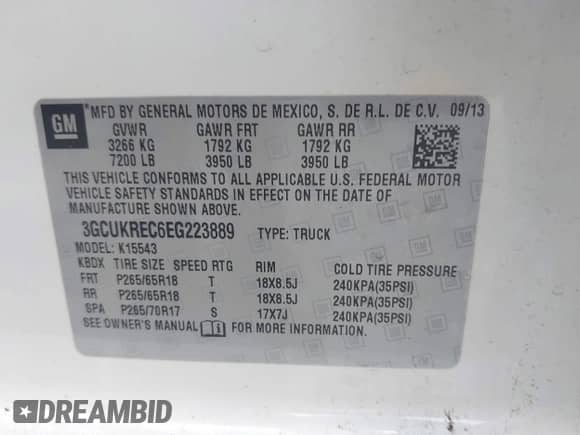 GM
® MFD BY GENERAL MOTORS DE MEXICO, S. DE R.L. DE C.V. 09/13
GVWR GAWR FRT GAWR RR
3266 KG 1792 KG 1792 KG
7200 LB 3950 LB 3950 LB
THIS VEHICLE CONFORMS TO ALL APPLICABLE U.S. FEDERAL MOTOR
VEHICLE SAFETY STANDARDS IN EFFECT ON THE DATE OF
MANUFACTURE SHOWN ABOVE.
3GCUKREC6EG223889 TYPE: TRUCK
MODEL: K15543
KBDX TIRE SIZE SPEED RTG RIM COLD TIRE PRESSURE
FRT P265/65R18 T 18X8.5J 240KPA(35PSI)
RR P265/65R18 T 18X8.5J 240KPA(35PSI)
SPA P265/70R17 S 17X7J 240KPA(35PSI)
SEE OWNER'S MANUAL FOR MORE INFORMATION.
DREAMBID